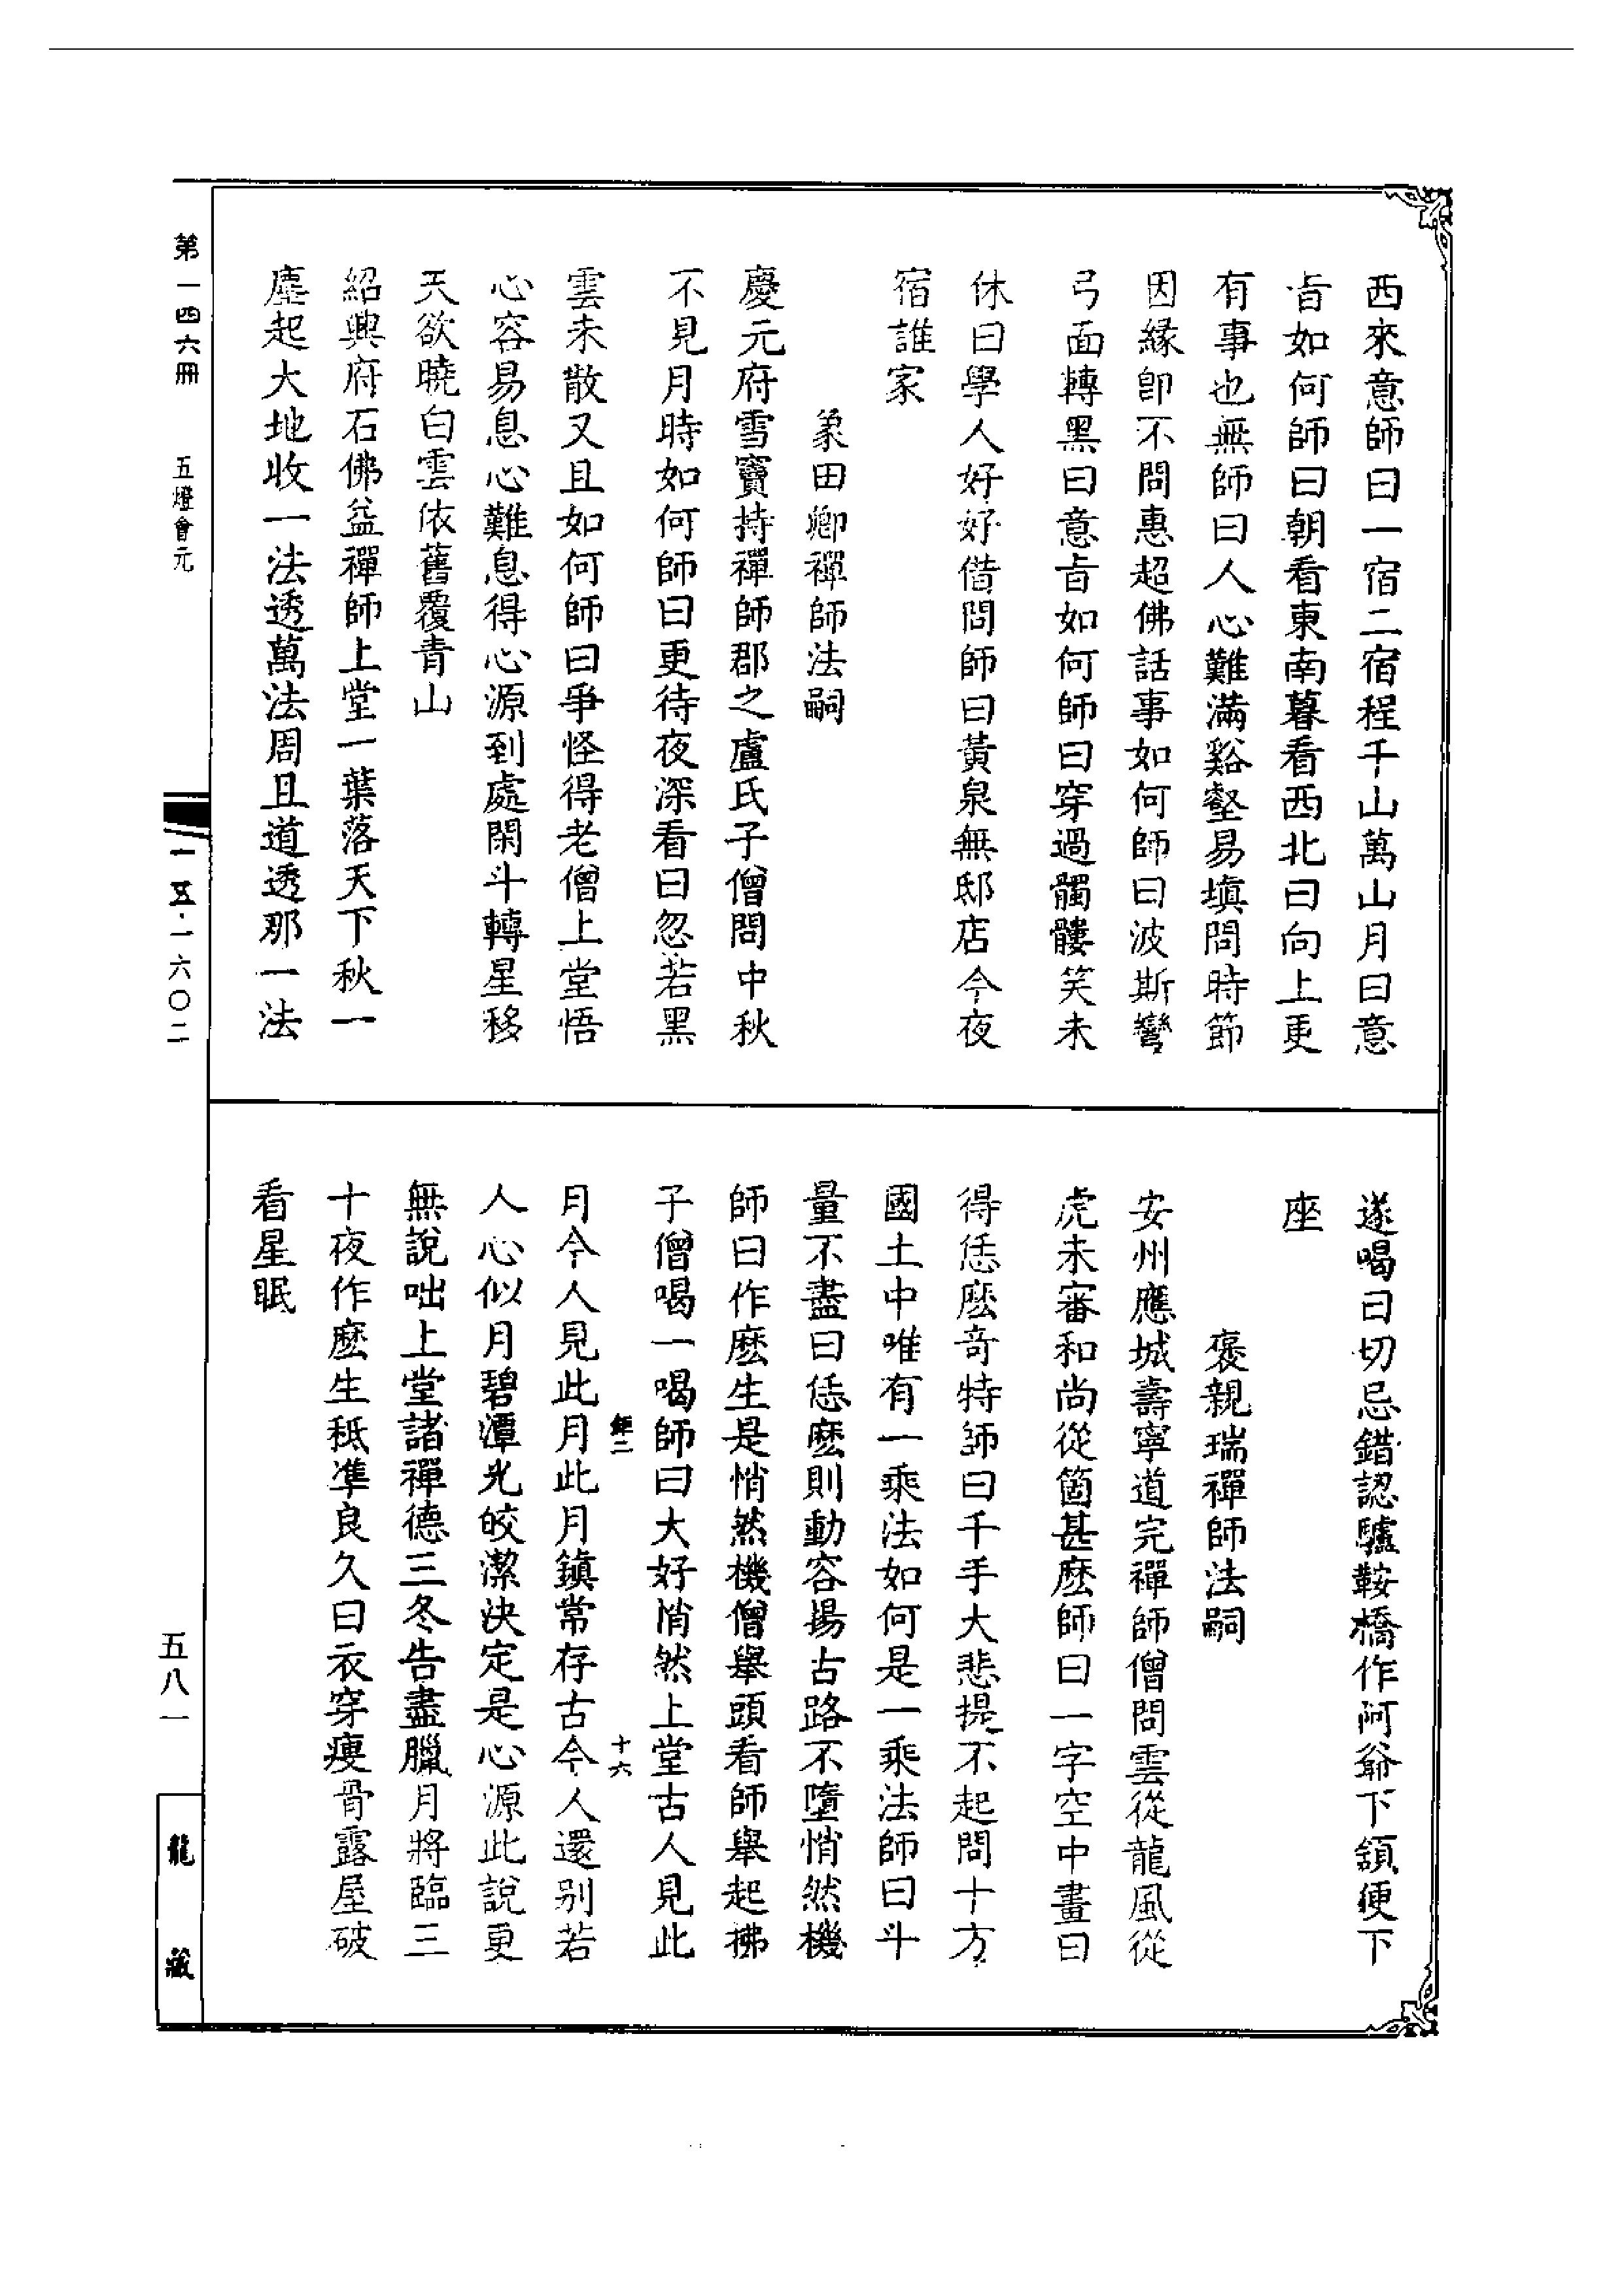 西來意師曰一宿二宿程千山萬山月曰意
旨如何師曰朝看東南暮看西北曰向上更
有事也無師曰人心難滿谿壑易塡問時節
因緣卽不問惠超佛話事如何師曰波斯彎
弓面轉黑曰意旨如何師曰穿過髑髏笑未
休曰學人好好借問師曰黃泉無邸店今夜
宿誰家
象田卿禪師法嗣
慶元府雪竇持禪師郡之盧氏子僧問中秋
不見月時如何師曰更待夜深看曰忽若黑
雲未散又且如何師曰爭怪得老僧上堂悟
心容易息心難息得心源到處閑斗轉星移
天欲曉白雲依舊覆青山
紹興府石佛益禪師上堂一葉落天下秋一
塵起大地收一法透萬法周且道透那一法
遂喝曰切忌錯認驢鞍橋作阿爺下頷便下
座
褒親瑞禪師法嗣
安州應城壽寧道完禪師僧問雲從龍風從
虎未審和尚從箇甚麽師曰一字空中畫曰
得恁麽奇特師曰千手大悲提不起問十方
國土中唯有一乘法如何是一乘法師曰斗
量不盡曰恁麽則動容揚古路不墮悄然機
師曰作麽生是悄然機僧舉頭看師舉起拂
子僧喝一喝師曰大好悄然上堂古人見此
十六
月今人見此月此月鎮常存古今人還别若
人心似月碧潭光皎潔決定是心源此說更
無說咄上堂諸禪德三冬告盡臘月將臨三
十夜作麽生秪準良久曰衣穿瘦骨露屋破
看星眠
第一四六冊 五燈會元
一五·一六〇二
五八一
龍藏